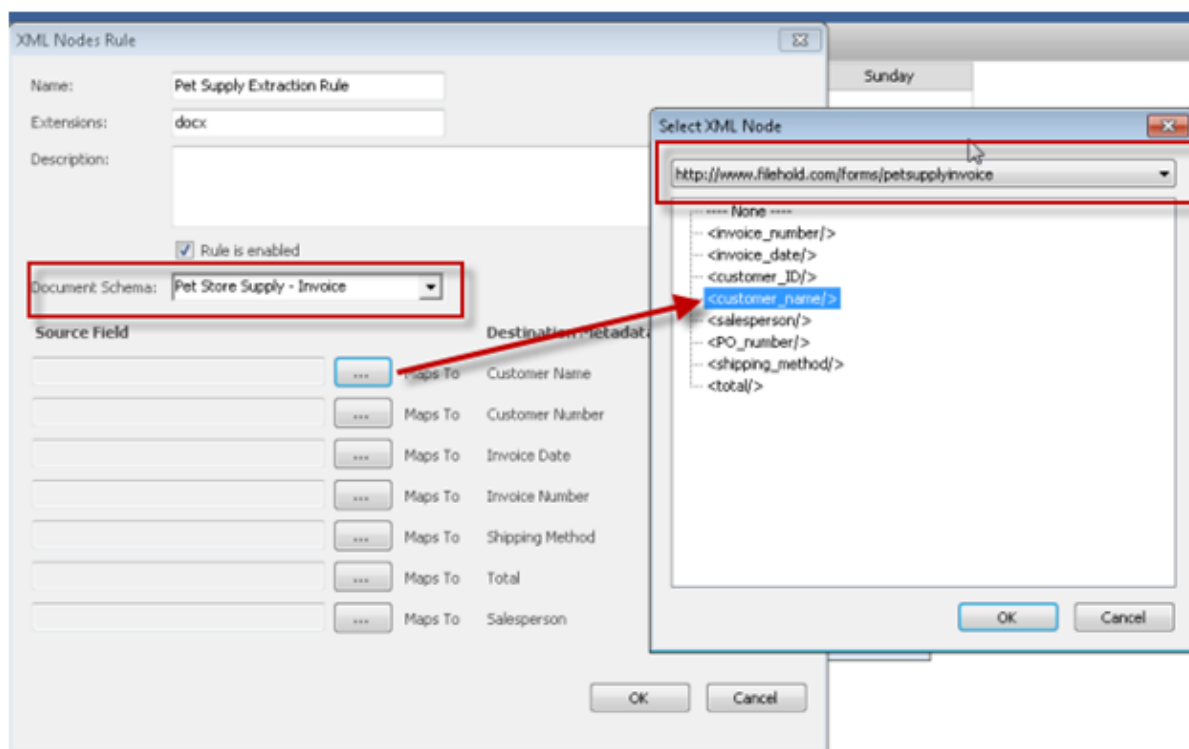 XML Nodes Rule
Name:
Pet Supply Extraction Rule
Extensions:
docx
Description:
Rule is enabled
Document Schema:
Pet Store Supply - Invoice
Source Field
Destination Metadata
... Maps To Customer Name
... Maps To Customer Number
... Maps To Invoice Date
... Maps To Invoice Number
... Maps To Shipping Method
... Maps To Total
... Maps To Salesperson
OK
Cancel
Sunday
Select XML Node
http://www.filehold.com/forms/petsupplyinvoice
---- None ----
<invoice_number/>
<invoice_date/>
<customer_ID/>
<customer_name/>
<salesperson/>
<PO_number/>
<shipping_method/>
<total/>
OK
Cancel